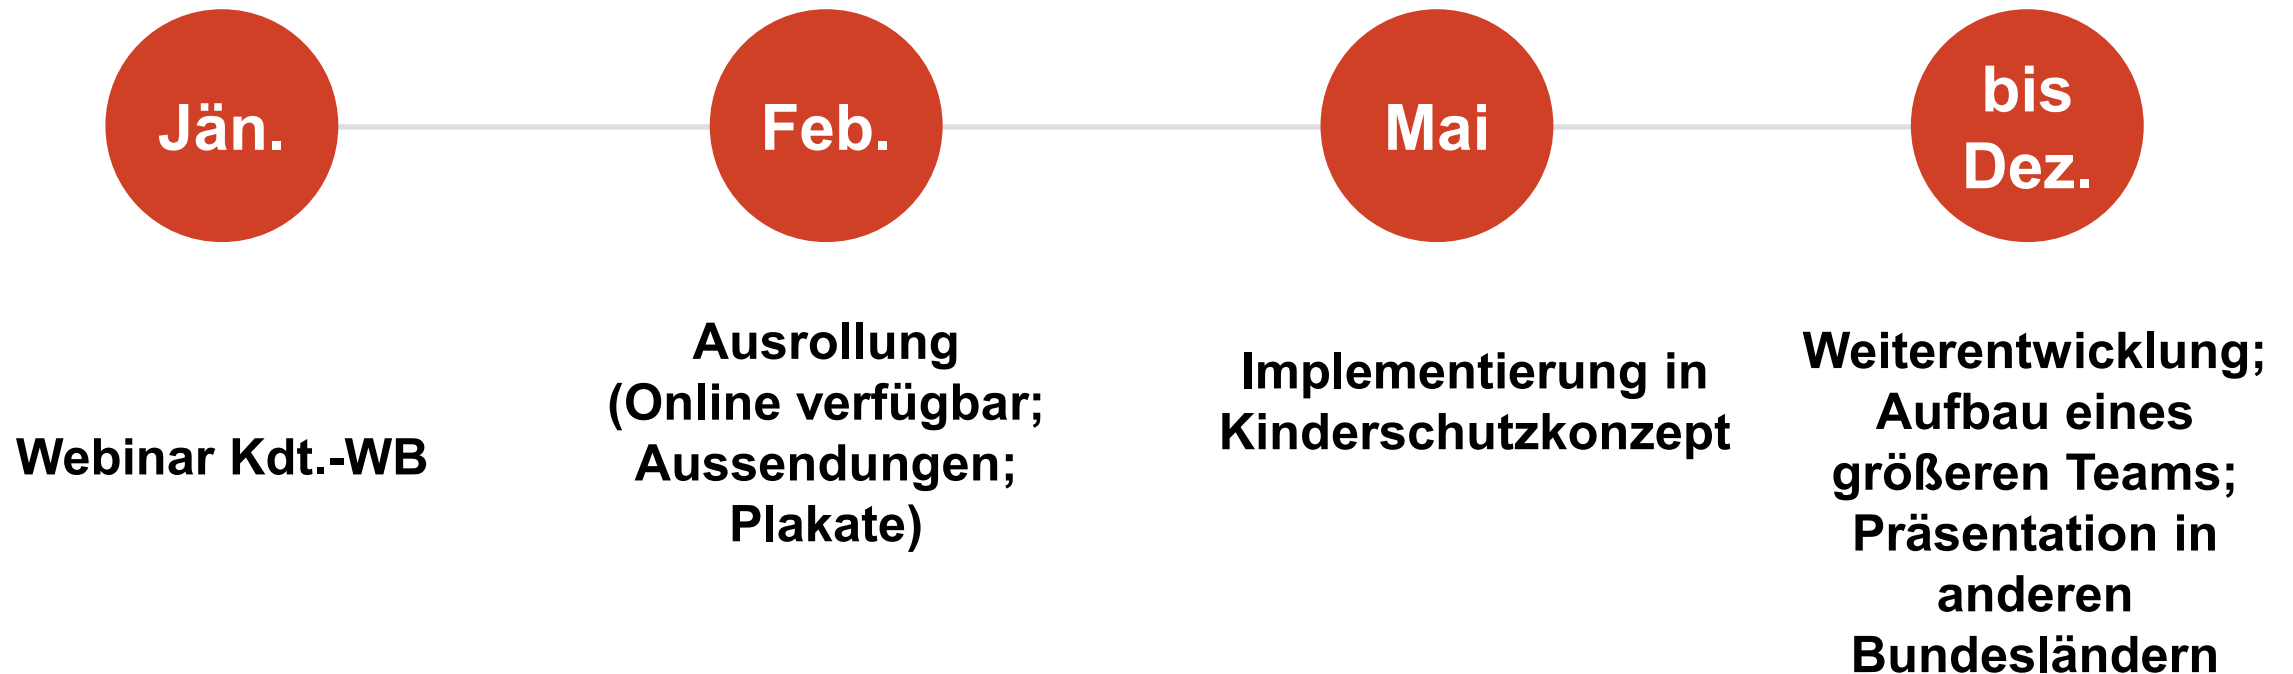 Jän.
Webinar Kdt.-WB
Feb.
Ausrollung
(Online verfügbar;
Aussendungen;
Plakate)
Mai
Implementierung in
Kinderschutzkonzept
bis
Dez.
Weiterentwicklung;
Aufbau eines
größeren Teams;
Präsentation in
anderen
Bundesländern